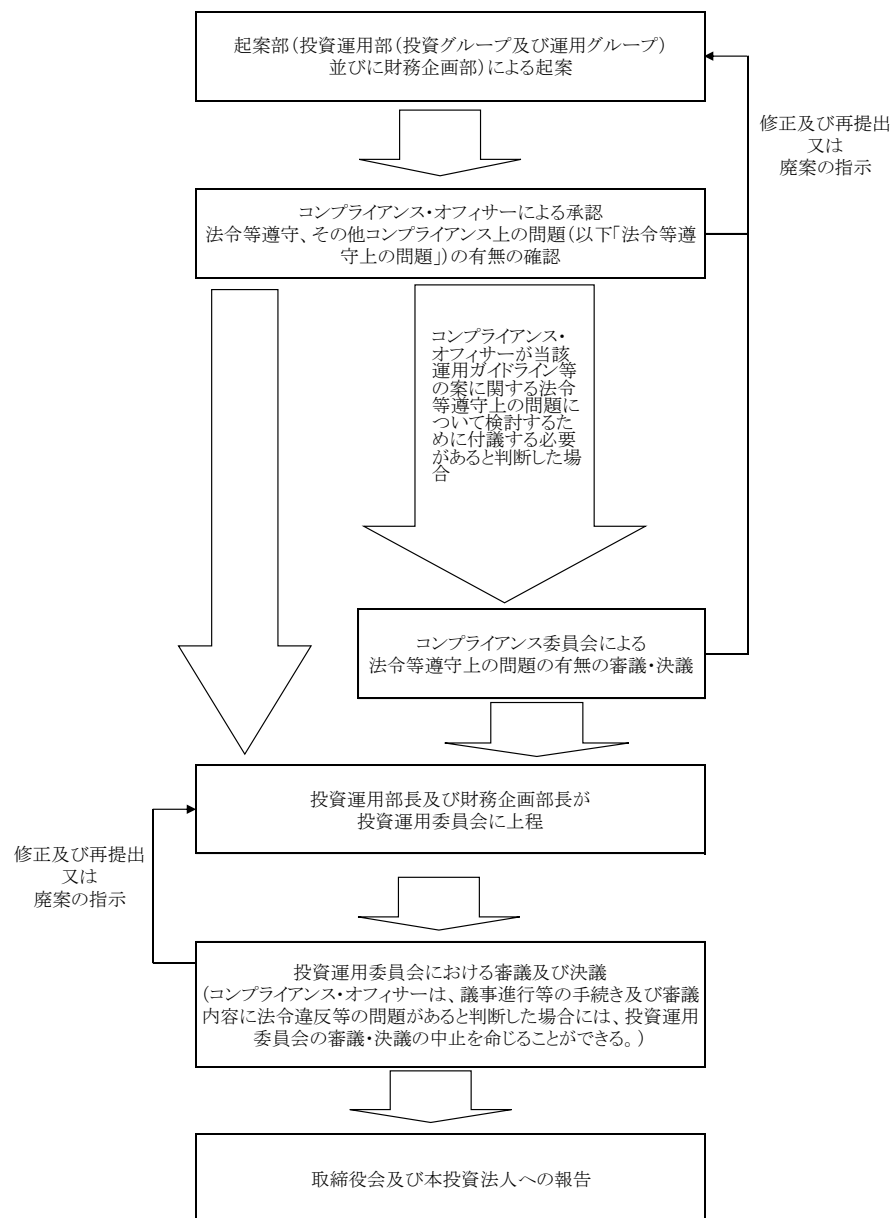 起案部（投資運用部（投資グループ及び運用グループ）
並びに財務企画部）による起案
修正及び再提出
又は
廃案の指示
コンプライアンス・オフィサーによる承認
法令等遵守、その他コンプライアンス上の問題（以下「法令等遵
守上の問題」）の有無の確認
コンプライアンス・
オフィサーが当該
運用ガイドライン等
の案に関する法令
等遵守上の問題に
ついて検討するた
めに付議する必要
があると判断した場
合
コンプライアンス委員会による
法令等遵守上の問題の有無の審議・決議
投資運用部長及び財務企画部長が
投資運用委員会に上程
修正及び再提出
又は
廃案の指示
投資運用委員会における審議及び決議
（コンプライアンス・オフィサーは、議事進行等の手続き及び審議
内容に法令違反等の問題があると判断した場合には、投資運用
委員会の審議・決議の中止を命じることができる。）
取締役会及び本投資法人への報告